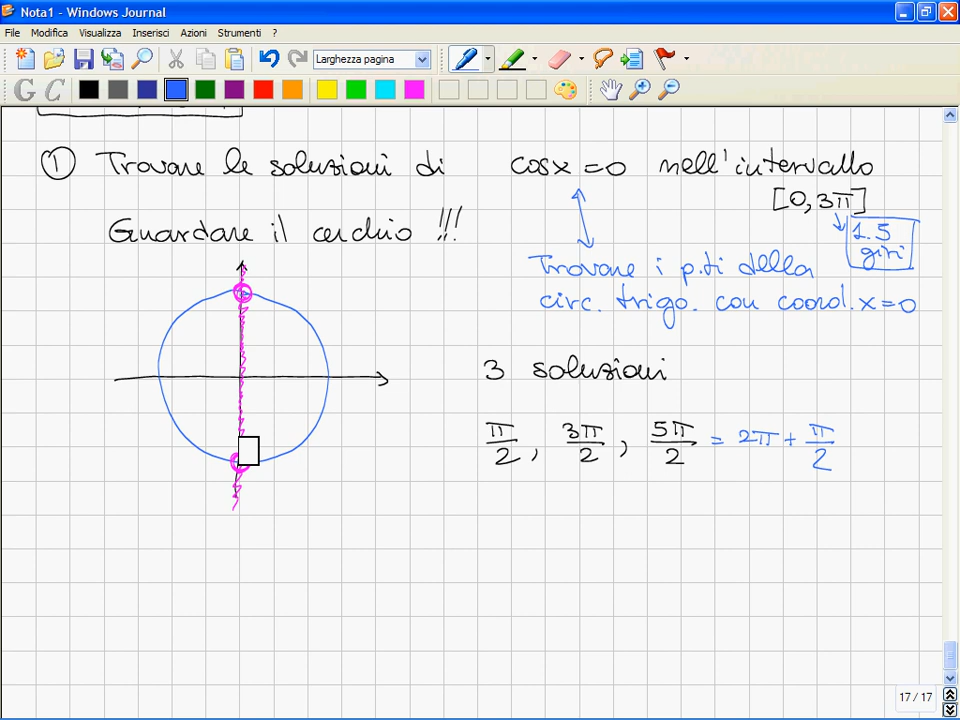 Nota1 - Windows Journal
File Modifica Visualizza Inserisci Azioni Strumenti ?
Larghezza pagina
① Trovare le soluzioni di cos x = 0 nell'intervallo
[0, 3π]
Guardare il cerchio !!!
1.5
giri
Trovare i p.ti della
circ. trigo. con coord. x = 0
3 soluzioni
π/2, 3π/2, 5π/2 = 2π + π/2
17 / 17